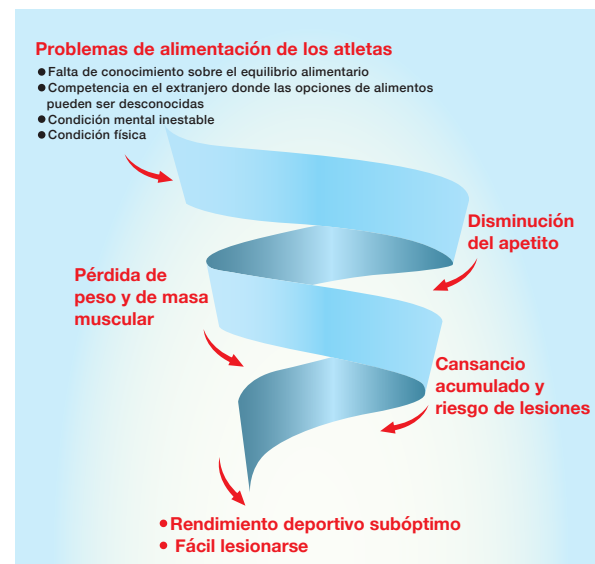 Problemas de alimentación de los atletas
● Falta de conocimiento sobre el equilibrio alimentario
● Competencia en el extranjero donde las opciones de alimentos
pueden ser desconocidas
● Condición mental inestable
● Condición física
Disminución
del apetito
Pérdida de
peso y de masa
muscular
Cansancio
acumulado y
riesgo de lesiones
● Rendimiento deportivo subóptimo
● Fácil lesionarse